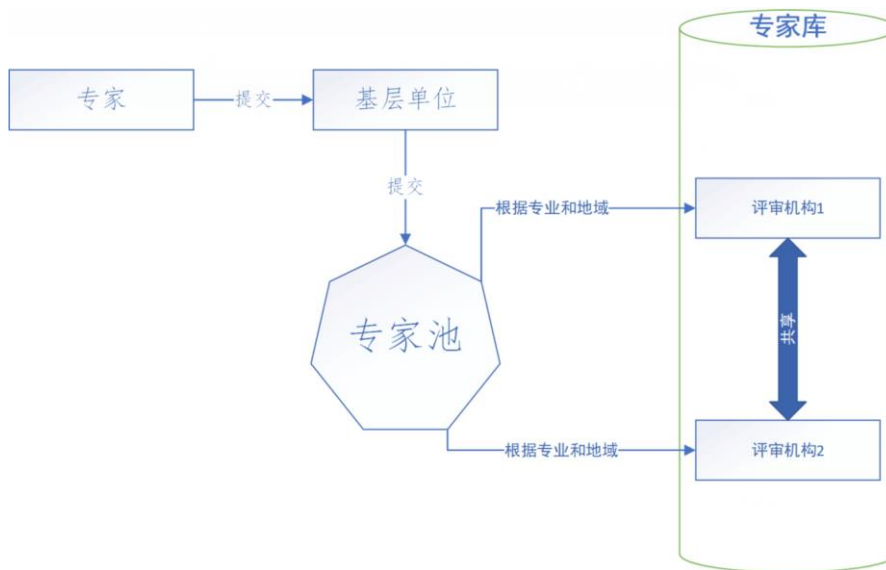 专家库
专家
提交
基层单位
提交
根据专业和地域
评审机构1
专家池
共享
根据专业和地域
评审机构2